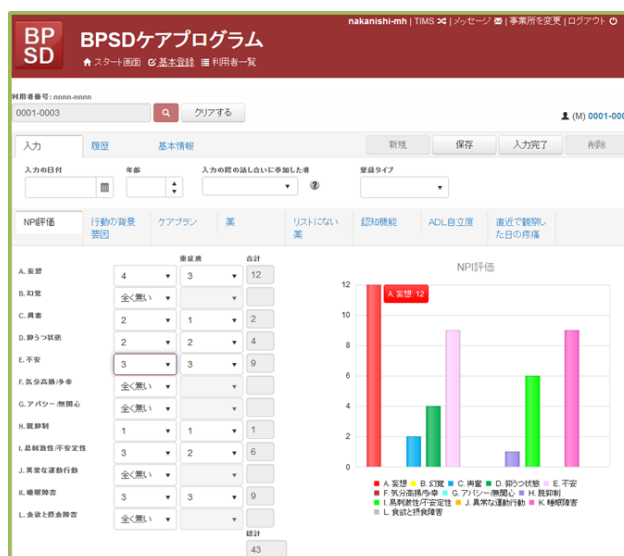 nakanishi-mh | TIMS | メッセージ | 事業所を変更 | ログアウト
BP
SD
BPSDケアプログラム
スタート画面 基本登録 利用者一覧
利用者番号: nnnn-nnnn
0001-0003 クリアする
(M) 0001-000
入力 履歴 基本情報 新規 保存 入力完了 削除
入力の日付 年齢 入力の際の話し合いに参加した者 登録タイプ
NPI評価 行動の背景要因 ケアプラン 薬 リストにない薬 認知機能 ADL自立度 直近で観察した日の疼痛
重症度 合計
A. 妄想 4 3 12
B. 幻覚 全く無い
C. 興奮 2 1 2
D. 抑うつ状態 2 2 4
E. 不安 3 3 9
F. 気分高揚/多幸 全く無い
G. アパシー/無関心 全く無い
H. 脱抑制 1 1 1
I. 易刺激性/不安定性 3 2 6
J. 異常な運動行動 全く無い
K. 睡眠障害 3 3 9
L. 食欲と摂食障害 全く無い
総計
43
NPI評価
A. 妄想: 12
12
10
8
6
4
2
0
A. 妄想 B. 幻覚 C. 興奮 D. 抑うつ状態 E. 不安
F. 気分高揚/多幸 G. アパシー/無関心 H. 脱抑制
I. 易刺激性/不安定性 J. 異常な運動行動 K. 睡眠障害
L. 食欲と摂食障害